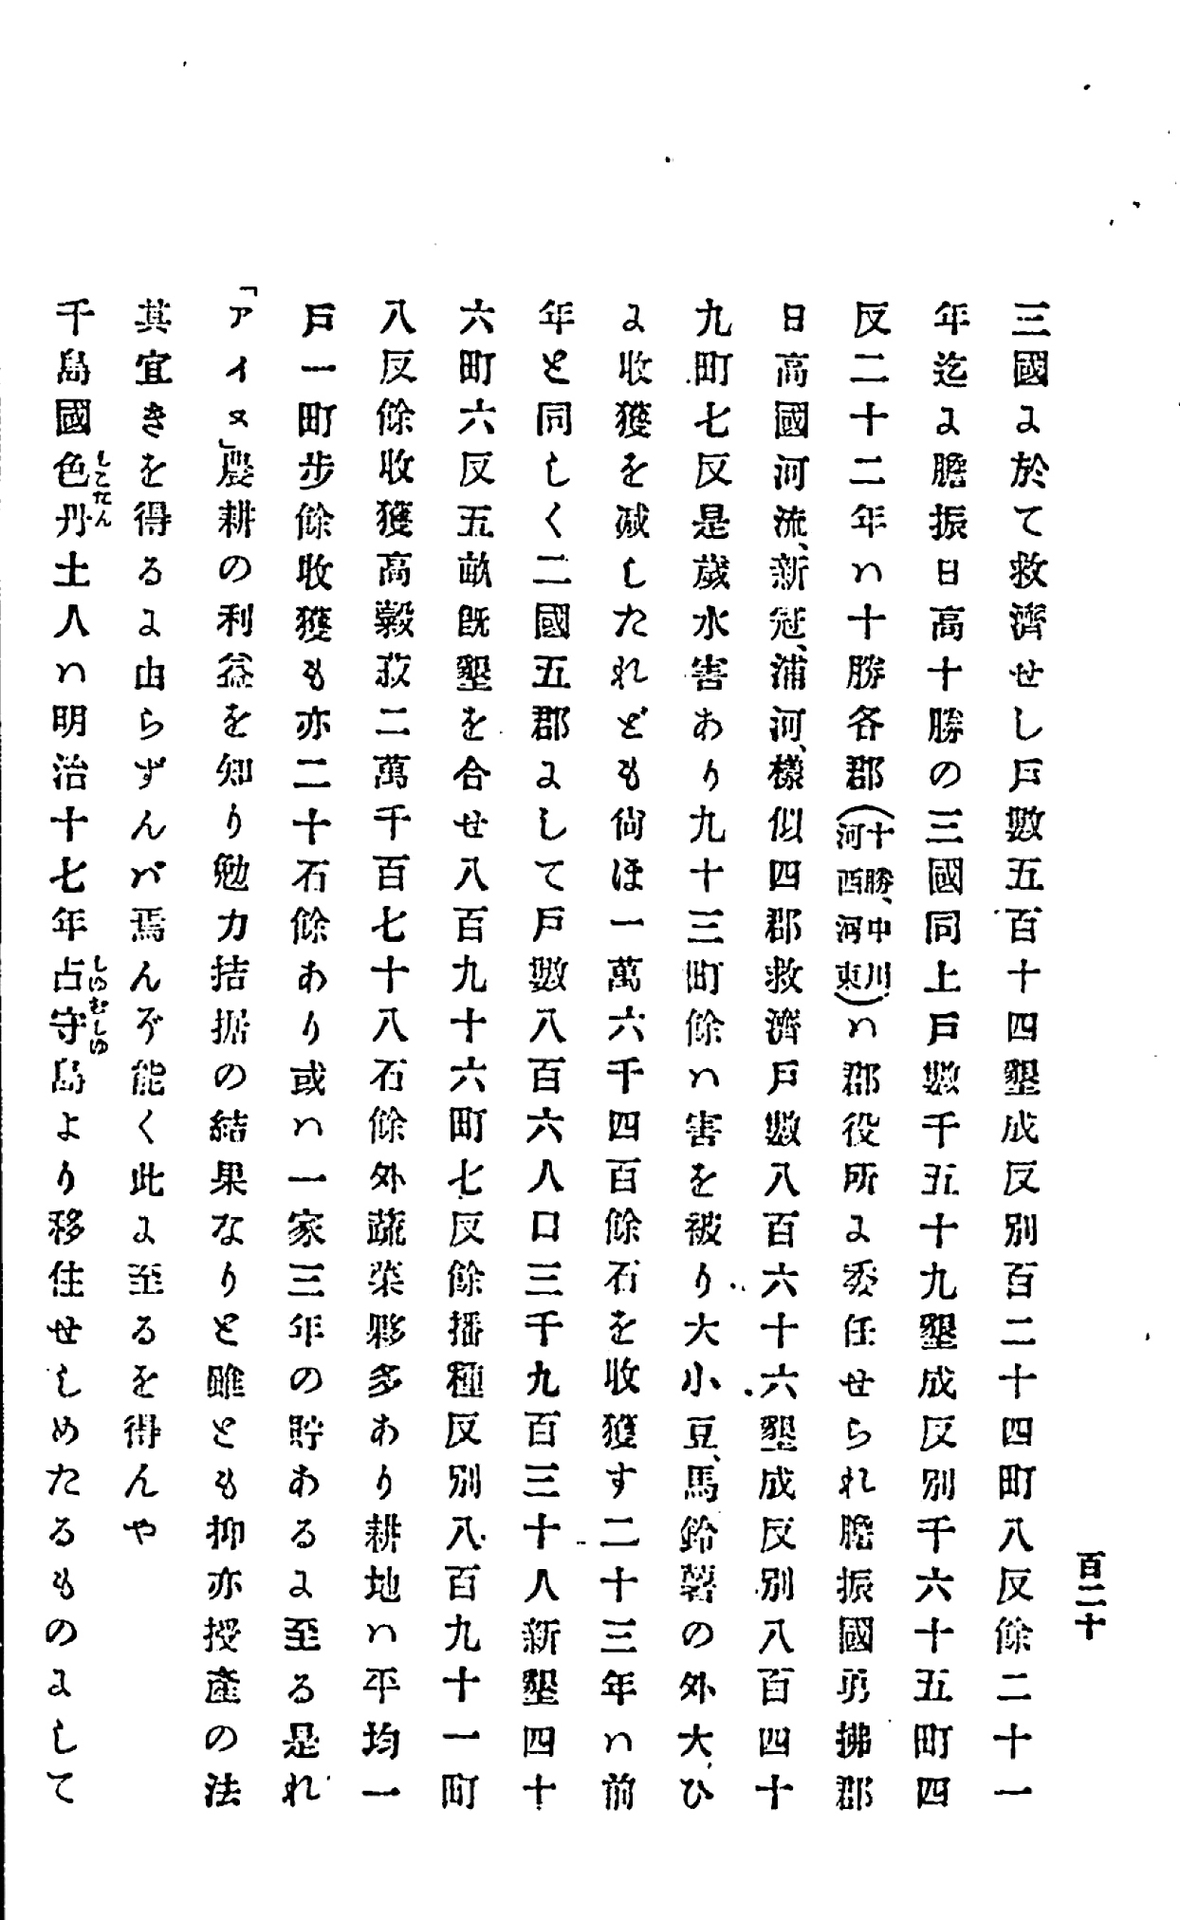 百二十
三國に於て救濟せし戸數五百十四墾成反別百二十四町八反餘二十一
年迄に膽振日高十勝の三國同上戸數千五十九墾成反別千六十五町四
反二十二年ハ十勝各郡（十勝、中川河西河東）ハ郡役所に委任せられ膽振國勇拂郡
日高國河流、新冠、浦河、樣似四郡救濟戸數八百六十六墾成反別八百四十
九町七反是歲水害あり九十三町餘ハ害を被り大小豆、馬鈴薯の外大ひ
に收獲を减したれども尙ほ一萬六千四百餘石を收獲す二十三年ハ前
年と同しく二國五郡にして戸數八百六人口三千九百三十八新墾四十
六町六反五畝既墾を合せ八百九十六町七反餘播種反別八百九十一町
八反餘收獲高穀菽二萬千百七十八石餘外蔬菜夥多あり耕地ハ平均一
戸一町步餘收獲も亦二十石餘あり或ハ一家三年の貯あるに至る是れ
「アイヌ」農耕の利益を知り勉力拮据の結果なりと雖とも抑亦授產の法
其宜きを得るに由らずんバ焉んぞ能く此に至るを得んや
千島國色丹土人ハ明治十七年占守島より移住せしめたるものにして
しこたん
しゆむしゆ